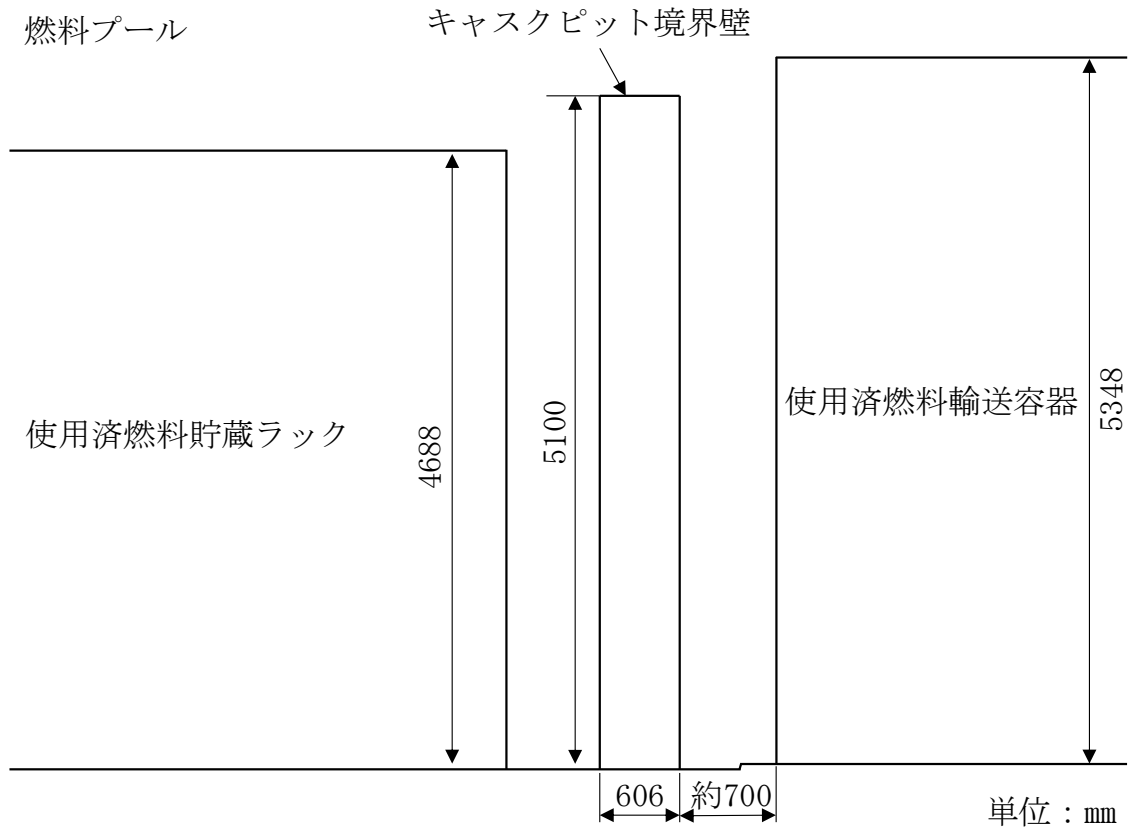 燃料プール
キャスクピット境界壁
使用済燃料貯蔵ラック
4688
5100
使用済燃料輸送容器
5348
606
約700
単位：mm